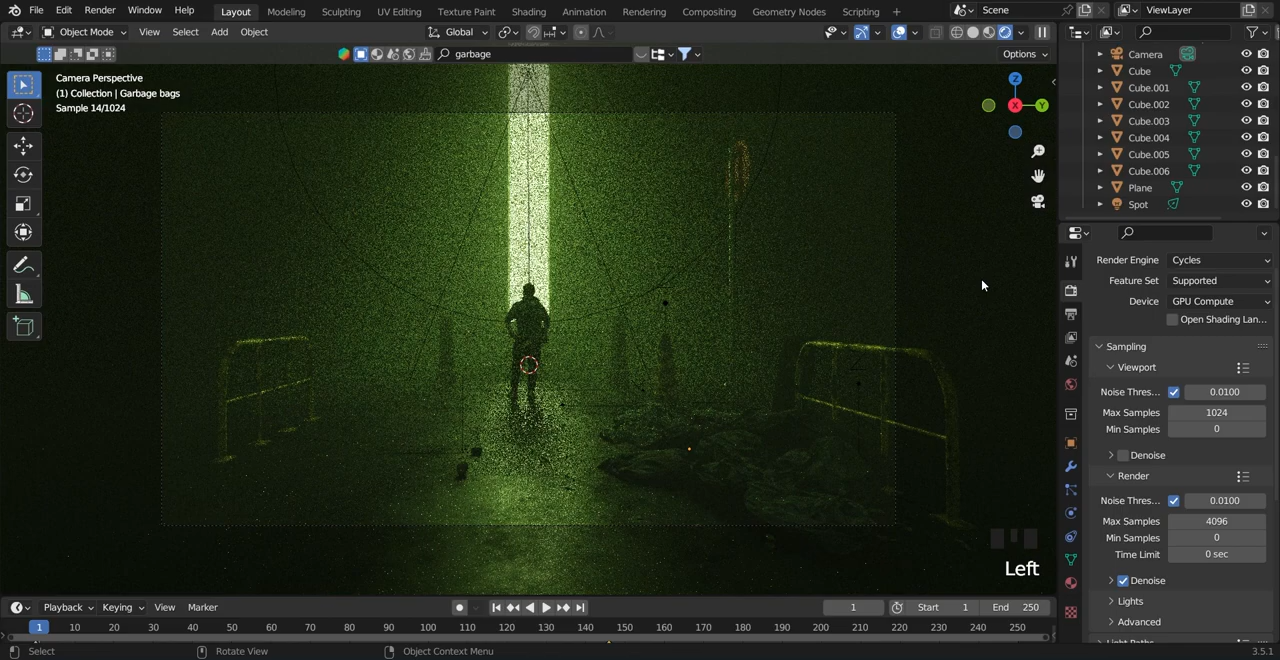 File Edit Render Window Help Layout Modeling Sculpting UV Editing Texture Paint Shading Animation Rendering Compositing Geometry Nodes Scripting + Scene ViewLayer
Object Mode View Select Add Object Global
garbage Options
Camera Perspective
(1) Collection | Garbage bags
Sample 14/1024
Z
X
Y
Camera
Cube
Cube.001
Cube.002
Cube.003
Cube.004
Cube.005
Cube.006
Plane
Spot
Render Engine Cycles
Feature Set Supported
Device GPU Compute
Open Shading Lan...
Sampling
Viewport
Noise Thres... 0.0100
Max Samples 1024
Min Samples 0
Denoise
Render
Noise Thres... 0.0100
Max Samples 4096
Min Samples 0
Time Limit 0 sec
Denoise
Lights
Advanced
Light Paths
Left
Playback Keying View Marker 1 Start 1 End 250
1 10 20 30 40 50 60 70 80 90 100 110 120 130 140 150 160 170 180 190 200 210 220 230 240 250
Select Rotate View Object Context Menu 3.5.1